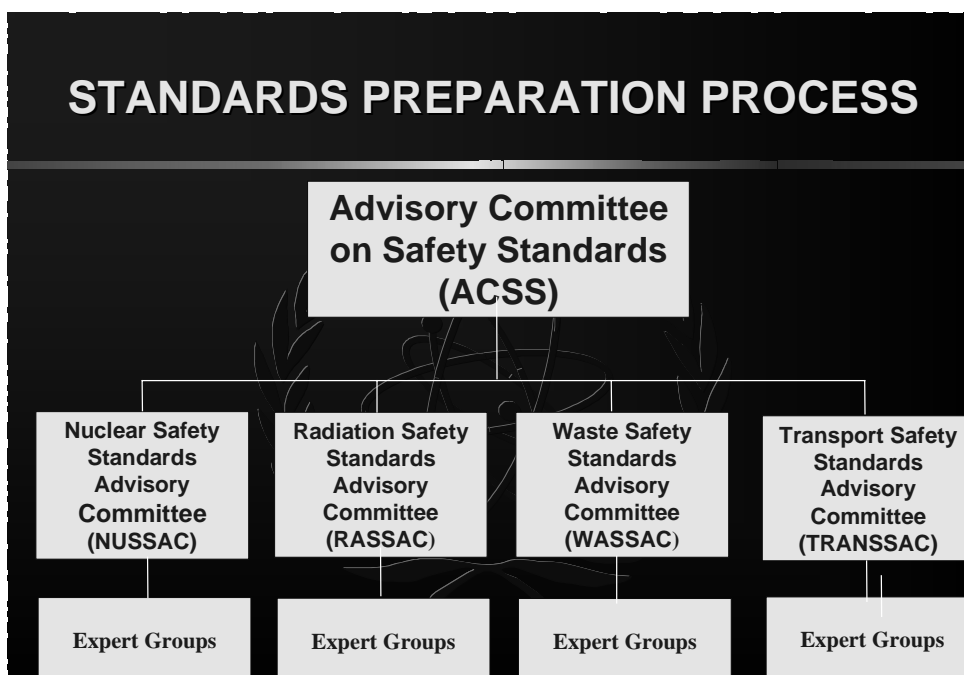 STANDARDS PREPARATION PROCESS
Advisory Committee
on Safety Standards
(ACSS)
Nuclear Safety
Standards
Advisory
Committee
(NUSSAC)
Radiation Safety
Standards
Advisory
Committee
(RASSAC)
Waste Safety
Standards
Advisory
Committee
(WASSAC)
Transport Safety
Standards
Advisory
Committee
(TRANSSAC)
Expert Groups
Expert Groups
Expert Groups
Expert Groups